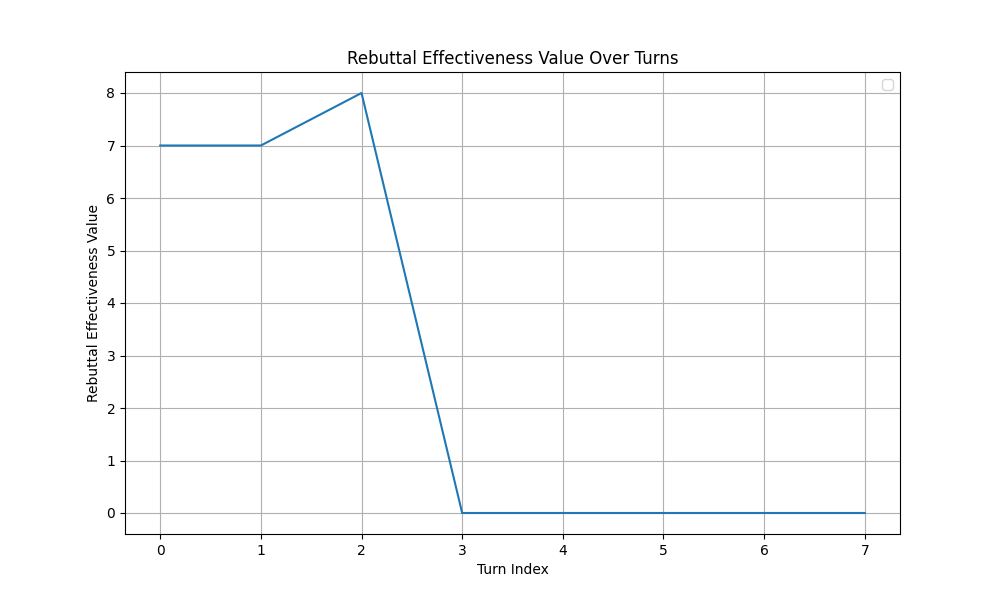 Rebuttal Effectiveness Value Over Turns
8
7
6
5
4
3
2
1
0
Rebuttal Effectiveness Value
0 1 2 3 4 5 6 7
Turn Index